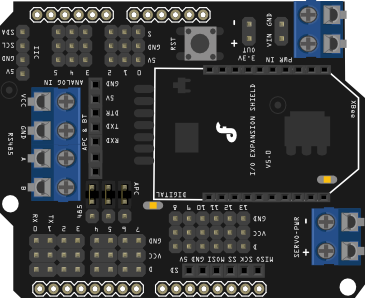 SDA
SCL
GND
5V
IIC
5 4 3 2 1 0
ANALOG IN
S
GND
5V
RST
-
+
3.3V
OUT
GND
VIN
PWR IN
VCC
GND
A
B
RS485
GND
5V
DTR
RXD
TXD
APC & BT
I/O EXPANSION SHIELD
V5.0
XBee
APC
485
DIGITAL
RX TX
0 1 2 3 4 5 6 7
GND
VCC
D
8 9 10 11 12 13
GND
VCC
D
5V GND MOSI SS SCK MISO
SD
SERVO-PWR
-
+